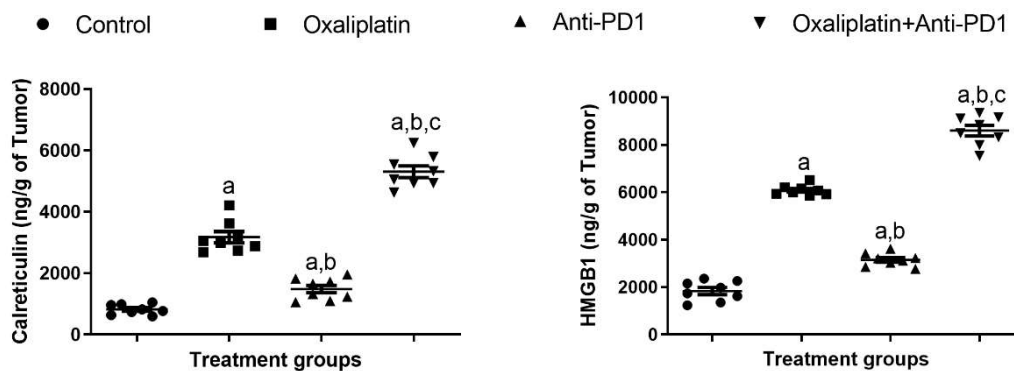 Control Oxaliplatin Anti-PD1 Oxaliplatin+Anti-PD1
Calreticulin (ng/g of Tumor)
8000
6000
4000
2000
0
a
a,b
a,b,c
Treatment groups
HMGB1 (ng/g of Tumor)
10000
8000
6000
4000
2000
0
a
a,b
a,b,c
Treatment groups